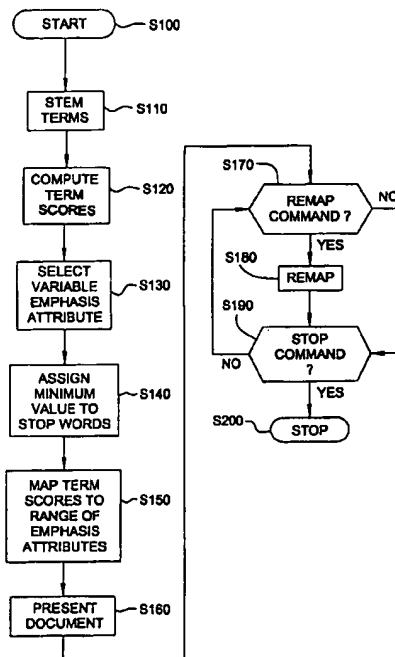 START
S100
STEM
TERMS
S110
COMPUTE
TERM
SCORES
S120
SELECT
VARIABLE
EMPHASIS
ATTRIBUTE
S130
ASSIGN
MINIMUM
VALUE TO
STOP WORDS
S140
MAP TERM
SCORES TO
RANGE OF
EMPHASIS
ATTRIBUTES
S150
PRESENT
DOCUMENT
S160
S170
REMAP
COMMAND ?
NO
YES
S180
REMAP
S190
STOP
COMMAND
?
NO
YES
S200
STOP